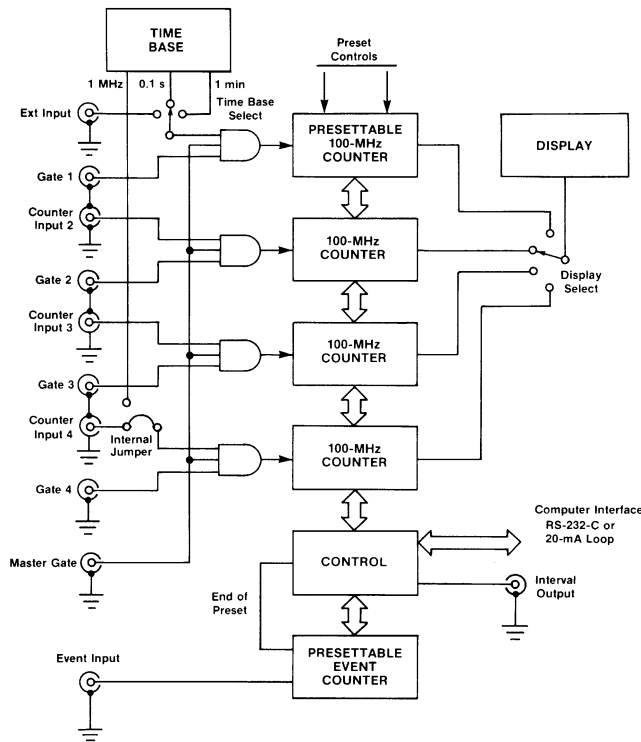 TIME
BASE
Preset
Controls
1 MHz 0.1 s 1 min
Time Base
Select
Ext Input
PRESETTABLE
100-MHz
COUNTER
DISPLAY
Gate 1
Counter
Input 2
100-MHz
COUNTER
Display
Select
Gate 2
Counter
Input 3
100-MHz
COUNTER
Gate 3
Counter
Input 4
Internal
Jumper
100-MHz
COUNTER
Gate 4
Computer Interface
RS-232-C or
20-mA Loop
Master Gate
CONTROL
Interval
Output
End of
Preset
PRESETTABLE
EVENT
COUNTER
Event Input